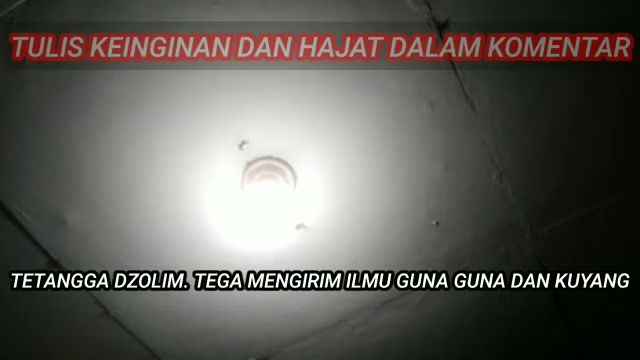 TULIS KEINGINAN DAN HAJAT DALAM KOMENTAR
TETANGGA DZOLIM. TEGA MENGIRIM ILMU GUNA GUNA DAN KUYANG